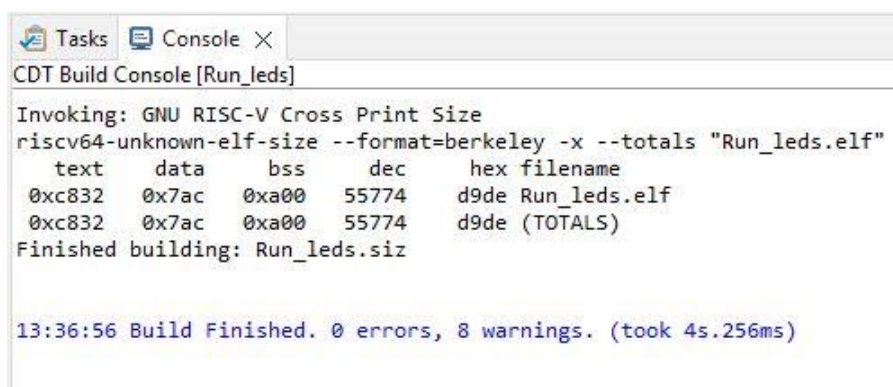 Tasks Console
CDT Build Console [Run_leds]
Invoking: GNU RISC-V Cross Print Size
riscv64-unknown-elf-size --format=berkeley -x --totals "Run_leds.elf"
text data bss dec hex filename
0xc832 0x7ac 0xa00 55774 d9de Run_leds.elf
0xc832 0x7ac 0xa00 55774 d9de (TOTALS)
Finished building: Run_leds.siz
13:36:56 Build Finished. 0 errors, 8 warnings. (took 4s.256ms)